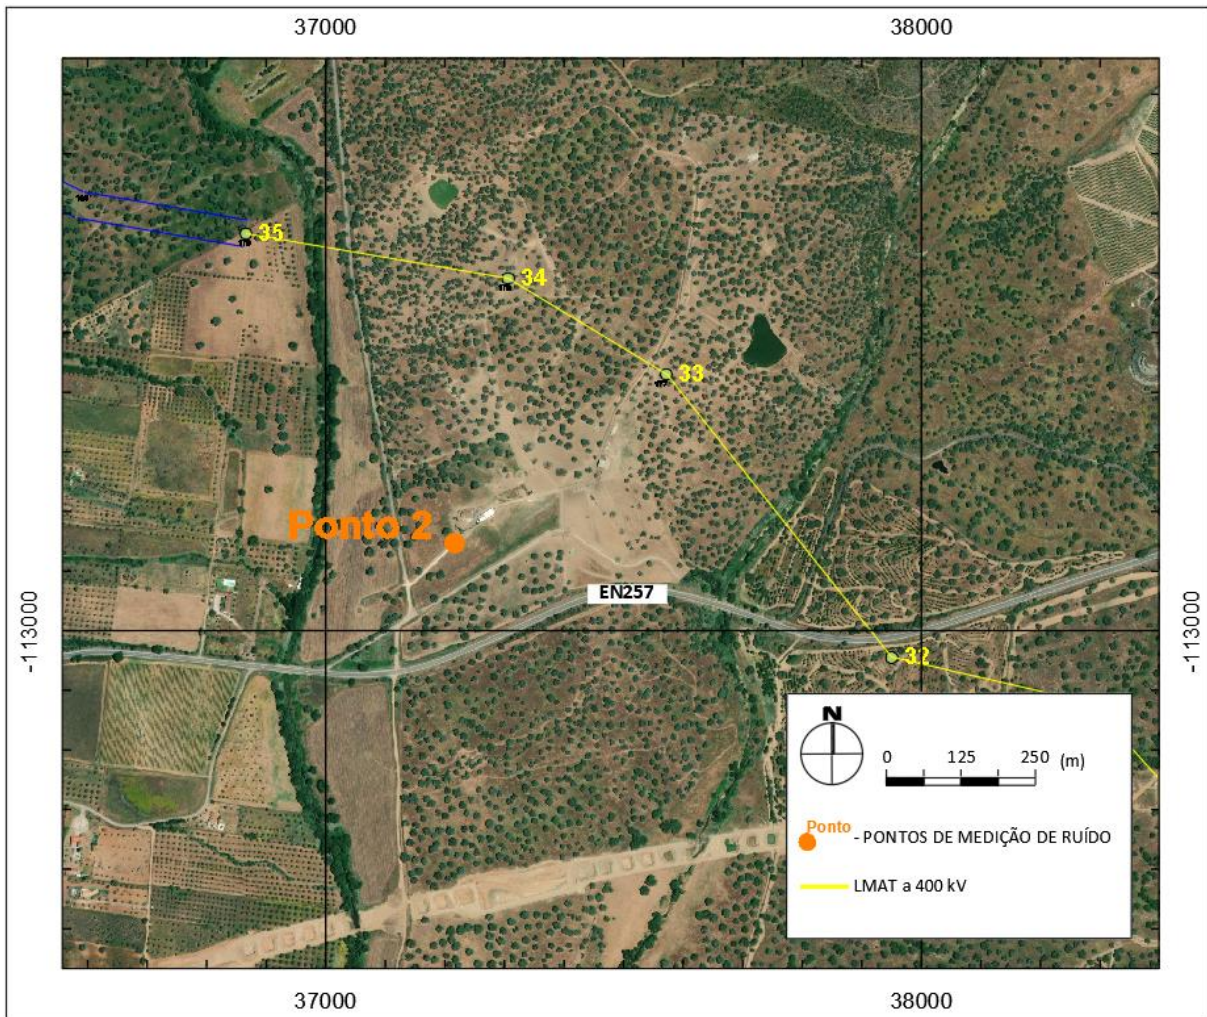 37000 38000
35
34
33
Ponto 2
EN257
-113000 -113000
32
N
0 125 250 (m)
Ponto - PONTOS DE MEDIÇÃO DE RUÍDO
LMAT a 400 kV
37000 38000